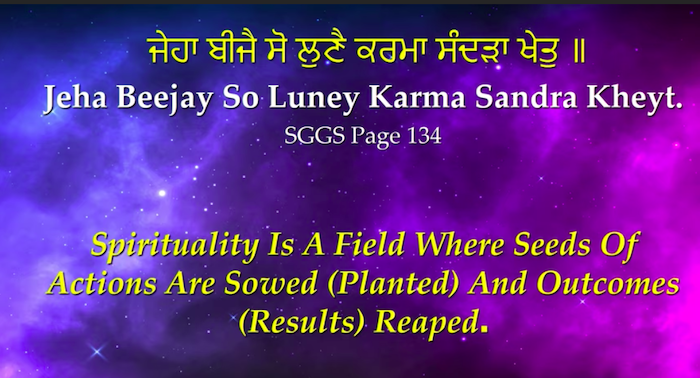 ਜੇਹਾ ਬੀਜੈ ਸੋ ਲੁਣੈ ਕਰਮਾ ਸੰਦੜਾ ਖੇਤੁ ॥
Jeha Beejay So Luney Karma Sandra Kheyt.
SGGS Page 134
Spirituality Is A Field Where Seeds Of
Actions Are Sowed (Planted) And Outcomes
(Results) Reaped.